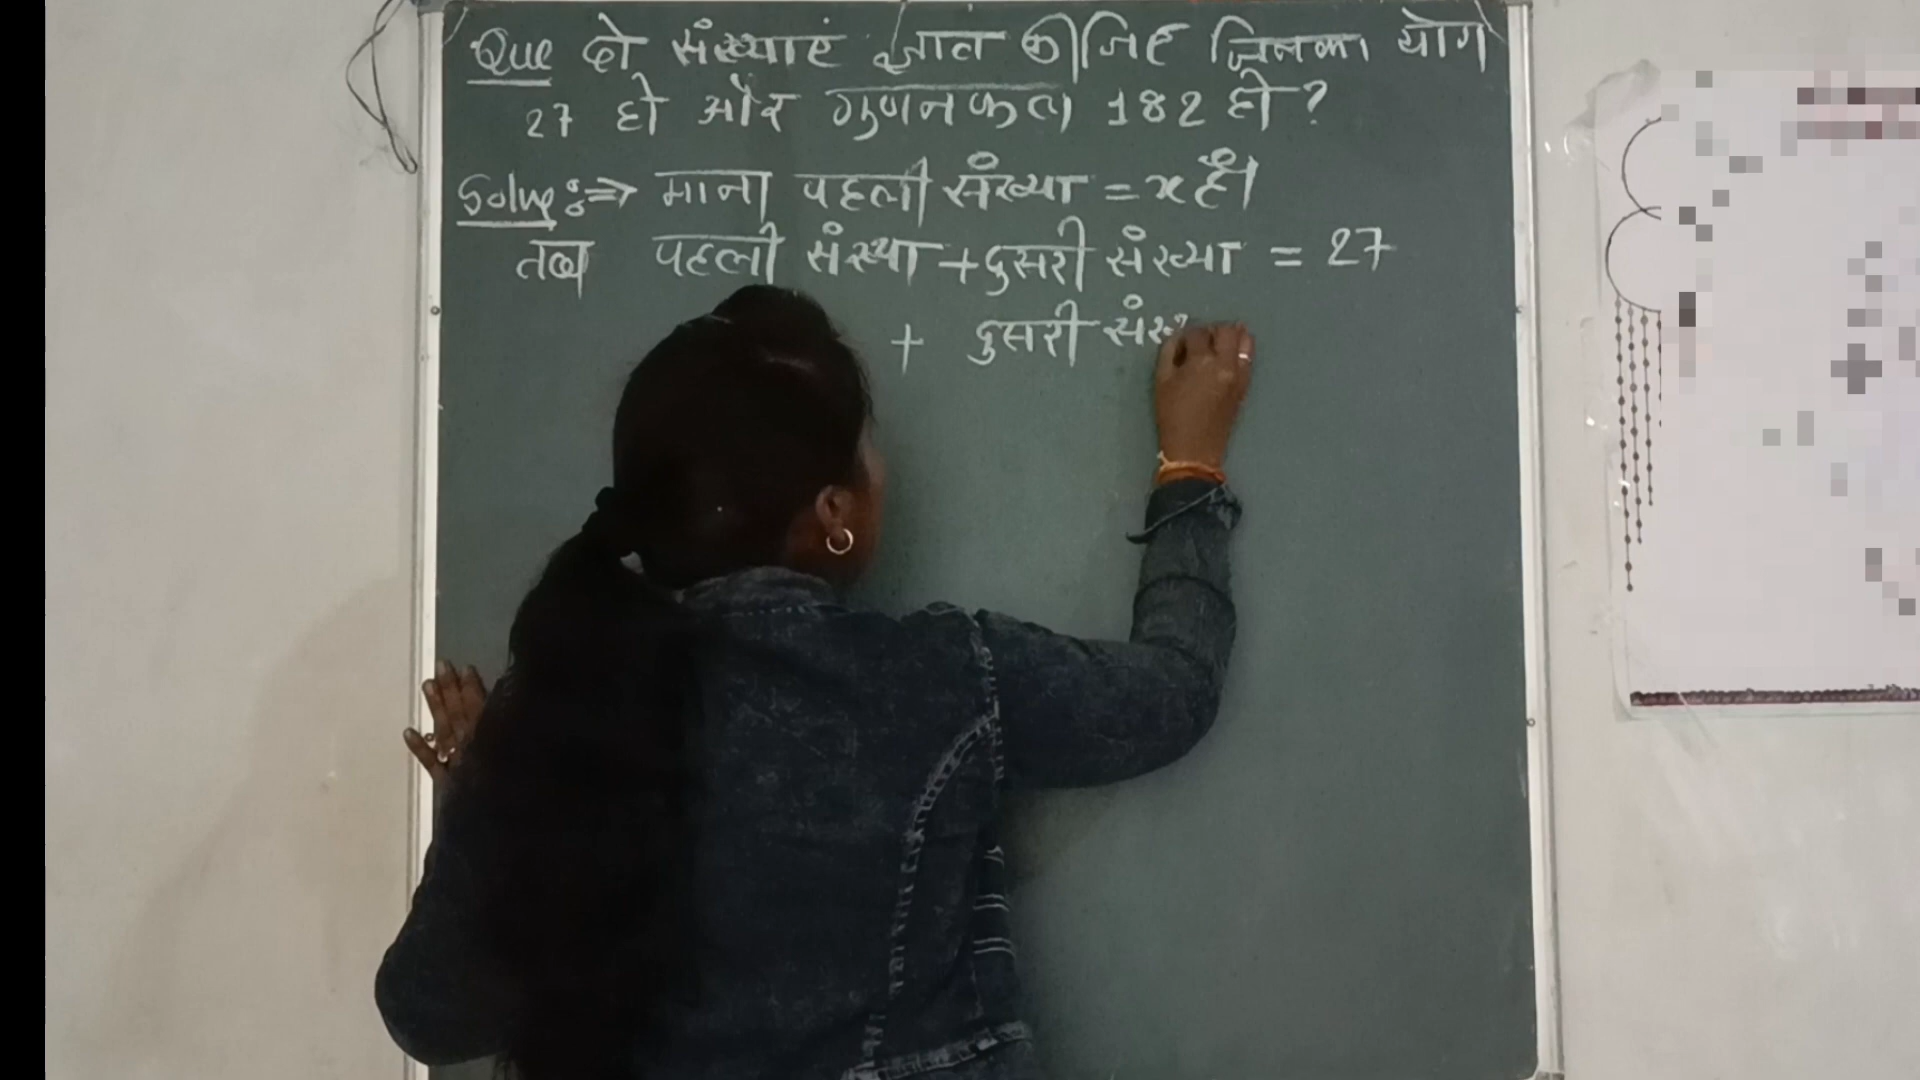 Que दो संख्याएं ज्ञात कीजिए जिनका योग
27 हो और गुणनफल 182 हो ?
Solve :⇒ माना पहली संख्या = x है।
तब पहली संख्या + दुसरी संख्या = 27
+ दुसरी